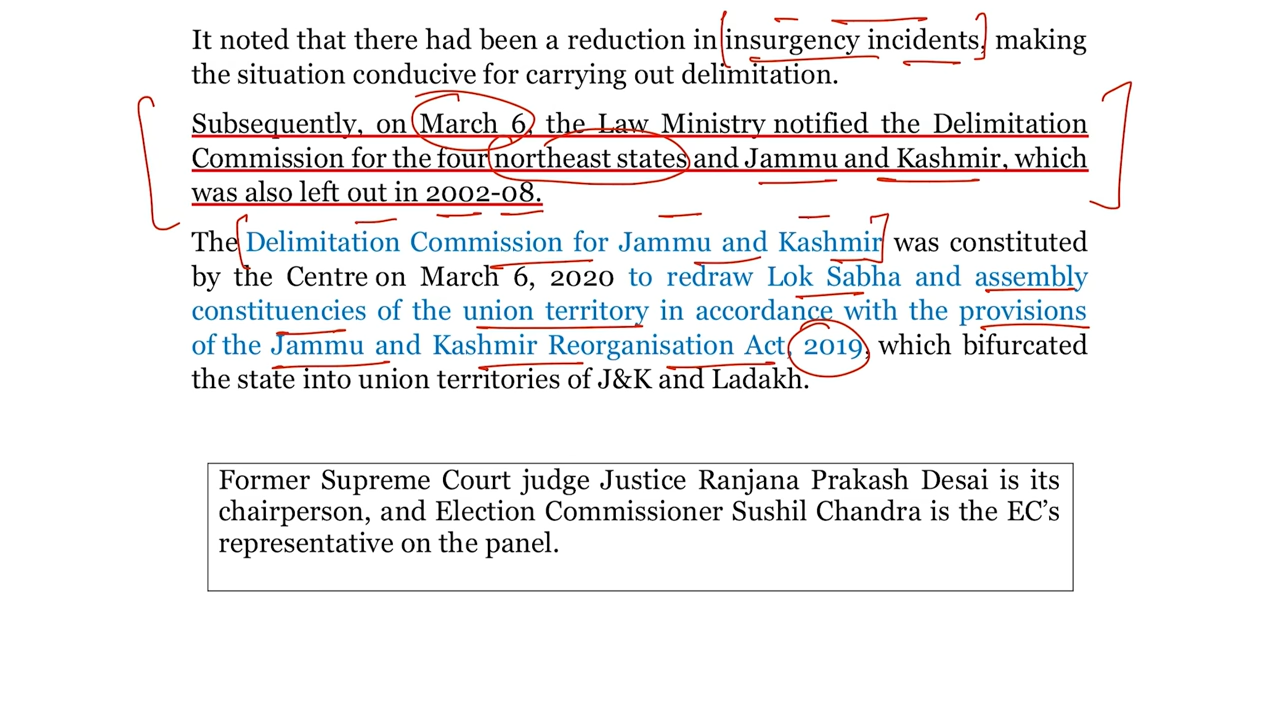 It noted that there had been a reduction in insurgency incidents, making
the situation conducive for carrying out delimitation.
Subsequently, on March 6, the Law Ministry notified the Delimitation
Commission for the four northeast states and Jammu and Kashmir, which
was also left out in 2002-08.
The Delimitation Commission for Jammu and Kashmir was constituted
by the Centre on March 6, 2020 to redraw Lok Sabha and assembly
constituencies of the union territory in accordance with the provisions
of the Jammu and Kashmir Reorganisation Act, 2019, which bifurcated
the state into union territories of J&K and Ladakh.
Former Supreme Court judge Justice Ranjana Prakash Desai is its
chairperson, and Election Commissioner Sushil Chandra is the EC’s
representative on the panel.